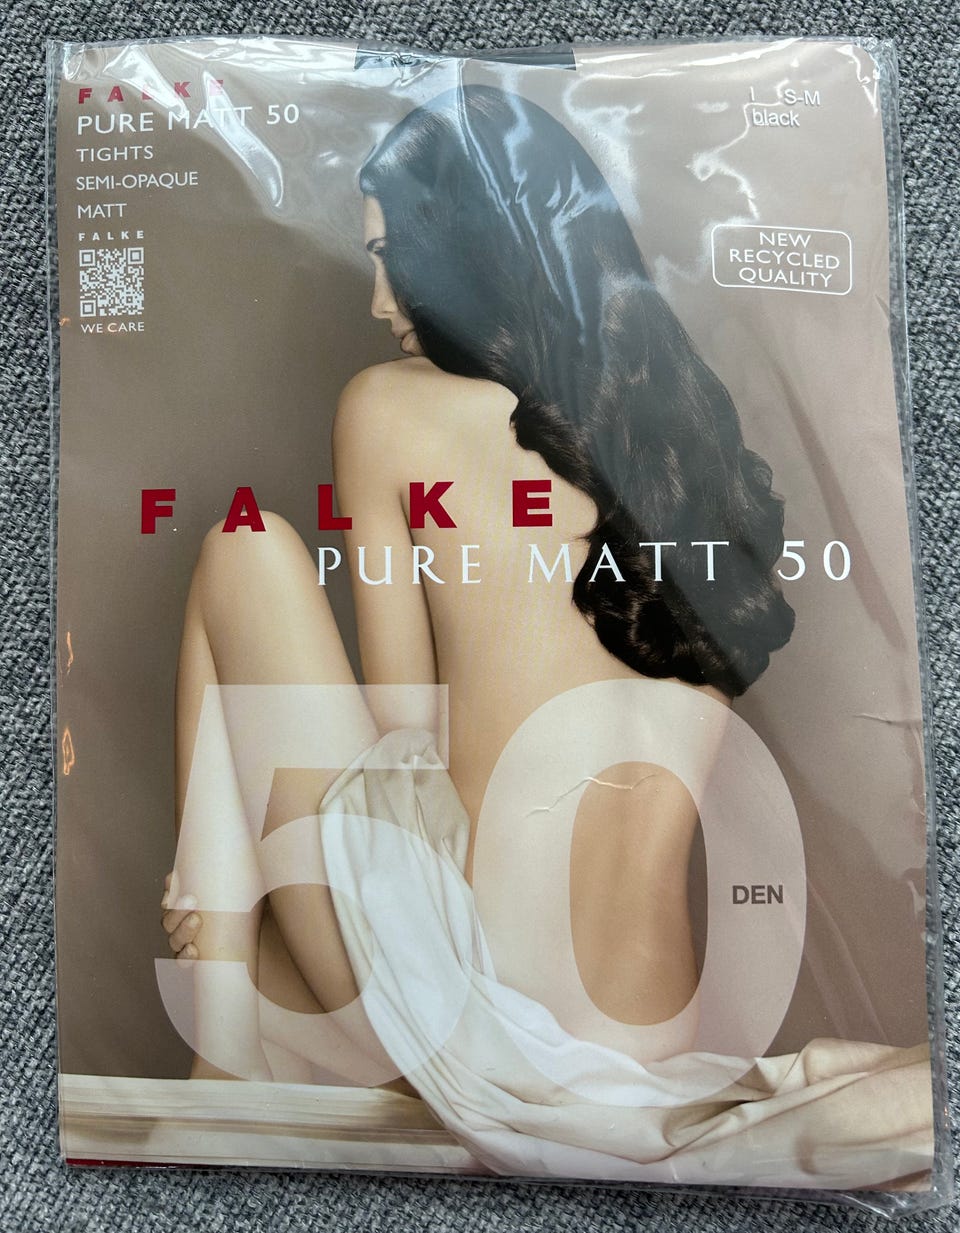 FALKE
PURE MATT 50
TIGHTS
SEMI-OPAQUE
MATT
FALKE
WE CARE
I S-M
black
NEW
RECYCLED
QUALITY
FALKE
PURE MATT 50
50
DEN